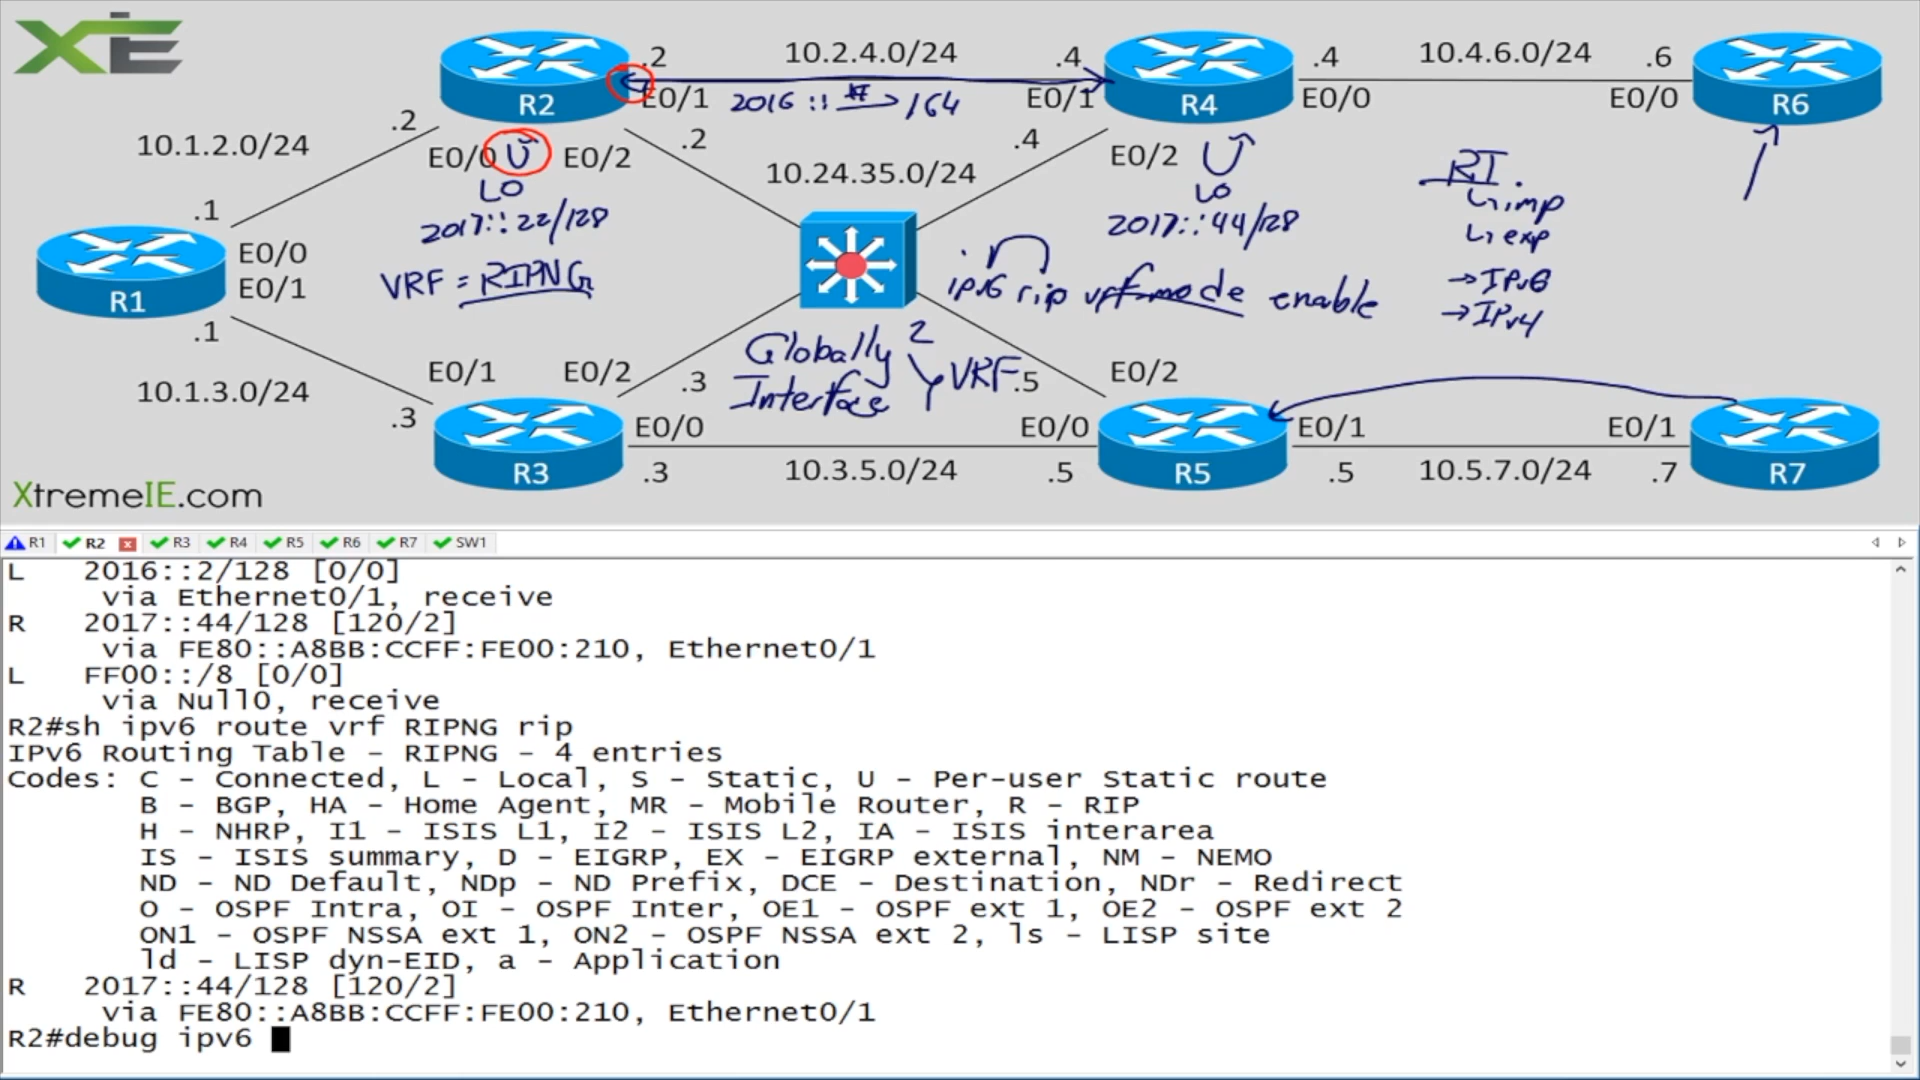 XIE
.2
10.2.4.0/24
.4
.4
10.4.6.0/24
.6
R2
E0/1
2016 :: # /64
E0/1
R4
E0/0
E0/0
R6
10.1.2.0/24
.2
E0/0
E0/2
.2
10.24.35.0/24
.4
E0/2
L0
2017::22/128
VRF = RIPNG
L0
2017::44/128
RT
imp
exp
→IPv6
→IPv4
.1
R1
E0/0
E0/1
.1
ipv6 rip vrf-mode enable
Globally
Interface
2
VRF
10.1.3.0/24
E0/1
E0/2
.3
.5
E0/2
.3
R3
E0/0
.3
10.3.5.0/24
E0/0
.5
R5
E0/1
.5
10.5.7.0/24
E0/1
.7
R7
XtremeIE.com
R1 R2 R3 R4 R5 R6 R7 SW1
L    2016::2/128 [0/0]
      via Ethernet0/1, receive
R    2017::44/128 [120/2]
      via FE80::A8BB:CCFF:FE00:210, Ethernet0/1
L    FF00::/8 [0/0]
      via Null0, receive
R2#sh ipv6 route vrf RIPNG rip
IPv6 Routing Table - RIPNG - 4 entries
Codes: C - Connected, L - Local, S - Static, U - Per-user Static route
       B - BGP, HA - Home Agent, MR - Mobile Router, R - RIP
       H - NHRP, I1 - ISIS L1, I2 - ISIS L2, IA - ISIS interarea
       IS - ISIS summary, D - EIGRP, EX - EIGRP external, NM - NEMO
       ND - ND Default, NDp - ND Prefix, DCE - Destination, NDr - Redirect
       O - OSPF Intra, OI - OSPF Inter, OE1 - OSPF ext 1, OE2 - OSPF ext 2
       ON1 - OSPF NSSA ext 1, ON2 - OSPF NSSA ext 2, ls - LISP site
       ld - LISP dyn-EID, a - Application
R    2017::44/128 [120/2]
      via FE80::A8BB:CCFF:FE00:210, Ethernet0/1
R2#debug ipv6